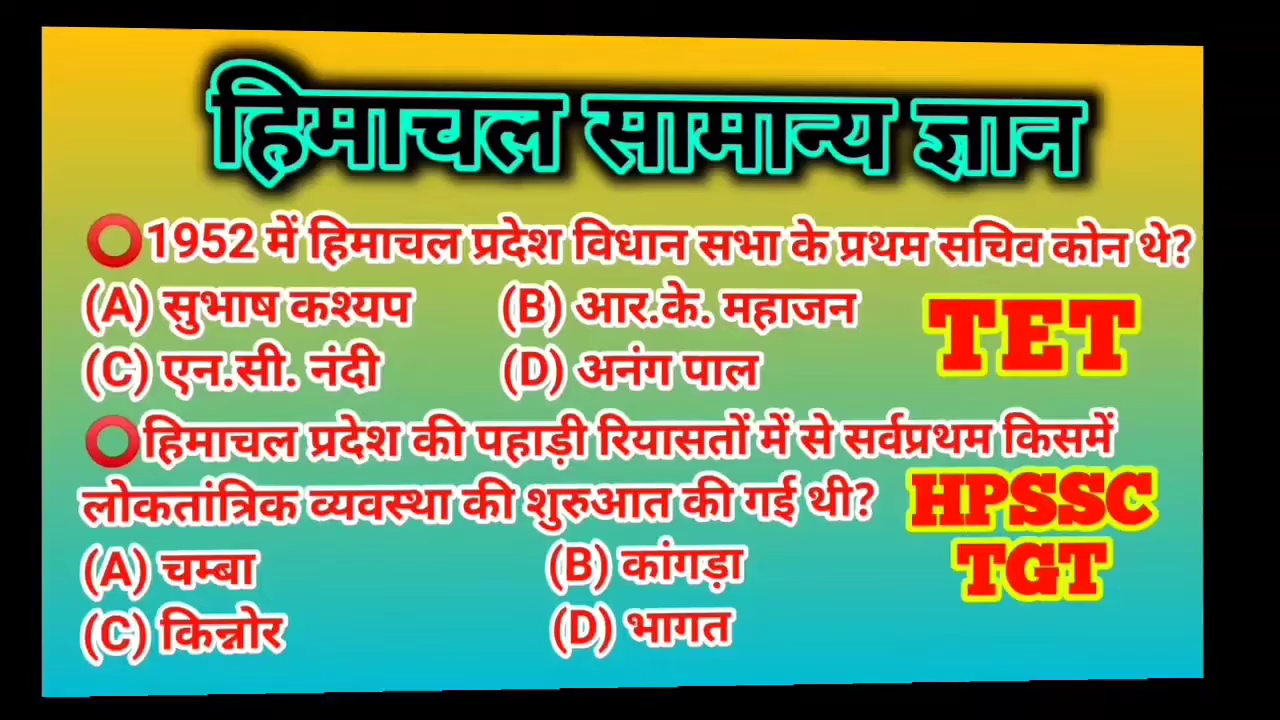 हिमाचल सामान्य ज्ञान
1952 में हिमाचल प्रदेश विधान सभा के प्रथम सचिव कोन थे?
(A) सुभाष कश्यप (B) आर.के. महाजन
(C) एन.सी. नंदी (D) अनंग पाल
TET
हिमाचल प्रदेश की पहाड़ी रियासतों में से सर्वप्रथम किसमें
लोकतांत्रिक व्यवस्था की शुरुआत की गई थी?
HPSSC
TGT
(A) चम्बा (B) कांगड़ा
(C) किन्नोर (D) भागत